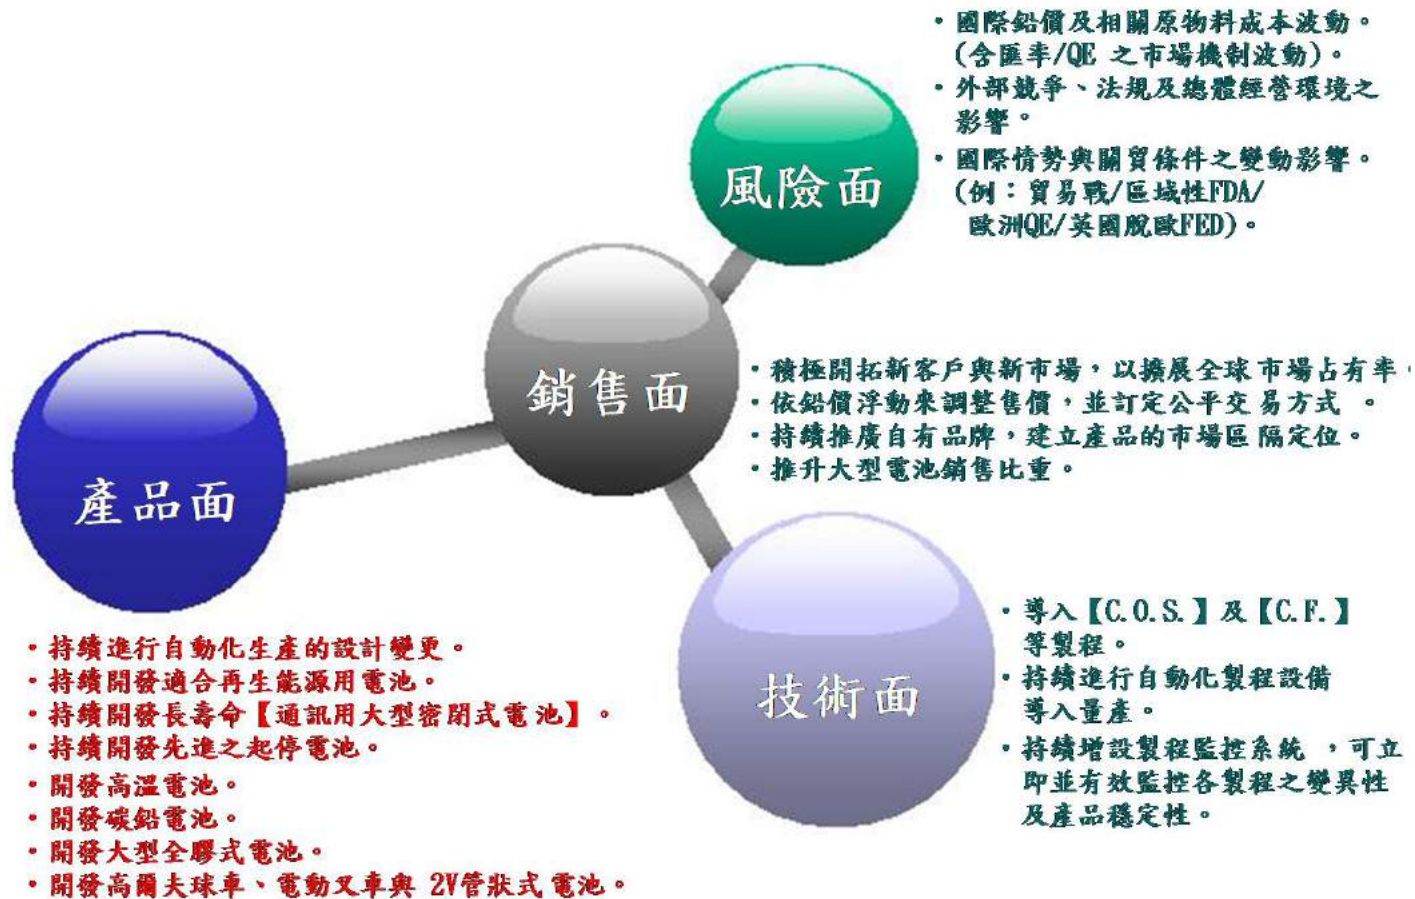 ・國際鉛價及相關原物料成本波動。
(含匯率/QE 之市場機制波動)。
・外部競爭、法規及總體經營環境之
影響。
・國際情勢與關貿條件之變動影響。
(例：貿易戰/區域性FDA/
歐洲QE/英國脫歐FED)。
風險面
銷售面
・積極開拓新客戶與新市場，以擴展全球市場占有率。
・依鉛價浮動來調整售價，並訂定公平交易方式 。
・持續推廣自有品牌，建立產品的市場區隔定位。
・推升大型電池銷售比重。
產品面
・持續進行自動化生產的設計變更。
・持續開發適合再生能源用電池。
・持續開發長壽命【通訊用大型密閉式電池】。
・持續開發先進之起停電池。
・開發高溫電池。
・開發碳鉛電池。
・開發大型全膠式電池。
・開發高爾夫球車、電動叉車與 2V管狀式電池。
技術面
・導入【C.O.S.】及【C.F.】
等製程。
・持續進行自動化製程設備
導入量產。
・持續增設製程監控系統 ，可立
即並有效監控各製程之變異性
及產品穩定性。